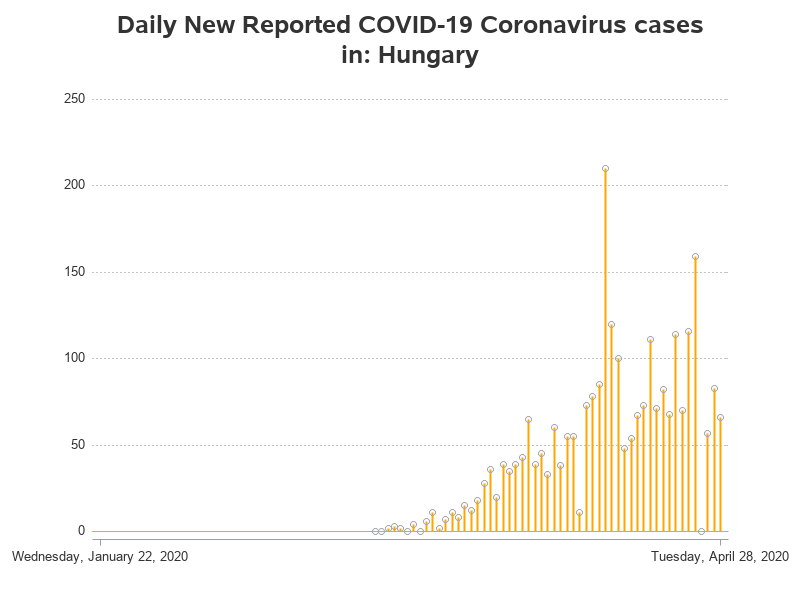 Daily New Reported COVID-19 Coronavirus cases
in: Hungary
250
200
150
100
50
0
Wednesday, January 22, 2020
Tuesday, April 28, 2020